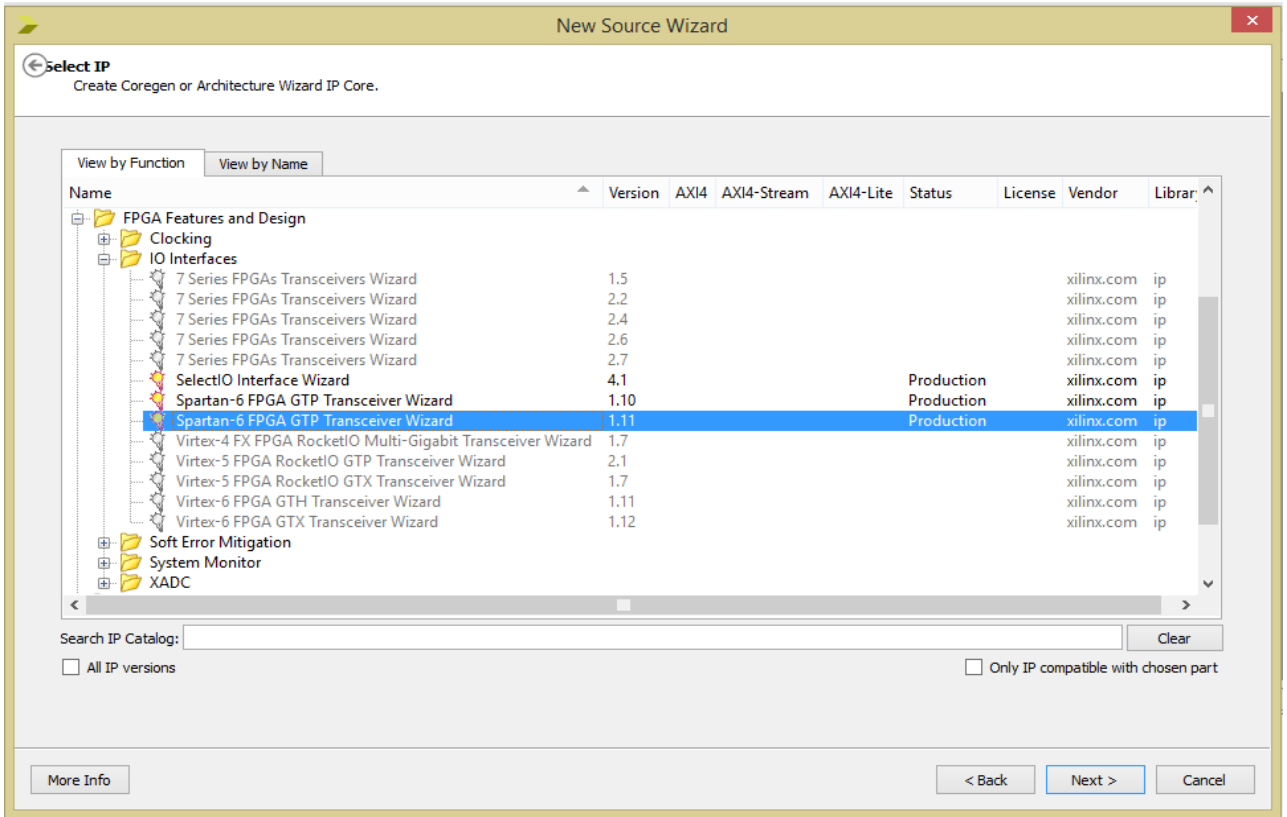 New Source Wizard
Select IP
Create Coregen or Architecture Wizard IP Core.
View by Function View by Name
Name Version AXI4 AXI4-Stream AXI4-Lite Status License Vendor Librar
FPGA Features and Design
Clocking
IO Interfaces
7 Series FPGAs Transceivers Wizard 1.5 xilinx.com ip
7 Series FPGAs Transceivers Wizard 2.2 xilinx.com ip
7 Series FPGAs Transceivers Wizard 2.4 xilinx.com ip
7 Series FPGAs Transceivers Wizard 2.6 xilinx.com ip
7 Series FPGAs Transceivers Wizard 2.7 xilinx.com ip
SelectIO Interface Wizard 4.1 Production xilinx.com ip
Spartan-6 FPGA GTP Transceiver Wizard 1.10 Production xilinx.com ip
Spartan-6 FPGA GTP Transceiver Wizard 1.11 Production xilinx.com ip
Virtex-4 FX FPGA RocketIO Multi-Gigabit Transceiver Wizard 1.7 xilinx.com ip
Virtex-5 FPGA RocketIO GTP Transceiver Wizard 2.1 xilinx.com ip
Virtex-5 FPGA RocketIO GTX Transceiver Wizard 1.7 xilinx.com ip
Virtex-6 FPGA GTH Transceiver Wizard 1.11 xilinx.com ip
Virtex-6 FPGA GTX Transceiver Wizard 1.12 xilinx.com ip
Soft Error Mitigation
System Monitor
XADC
Search IP Catalog: Clear
All IP versions Only IP compatible with chosen part
More Info < Back Next > Cancel